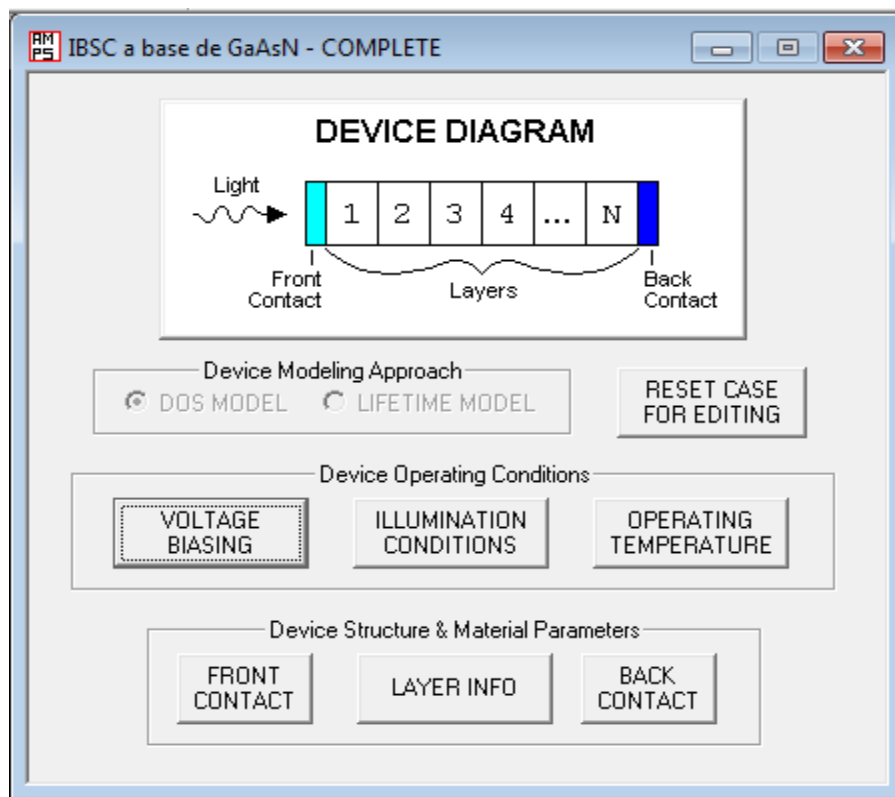 AM
PS
IBSC a base de GaAsN - COMPLETE
DEVICE DIAGRAM
Light
1 2 3 4 ... N
Front
Contact
Layers
Back
Contact
Device Modeling Approach
DOS MODEL LIFETIME MODEL
RESET CASE
FOR EDITING
Device Operating Conditions
VOLTAGE
BIASING
ILLUMINATION
CONDITIONS
OPERATING
TEMPERATURE
Device Structure & Material Parameters
FRONT
CONTACT
LAYER INFO
BACK
CONTACT